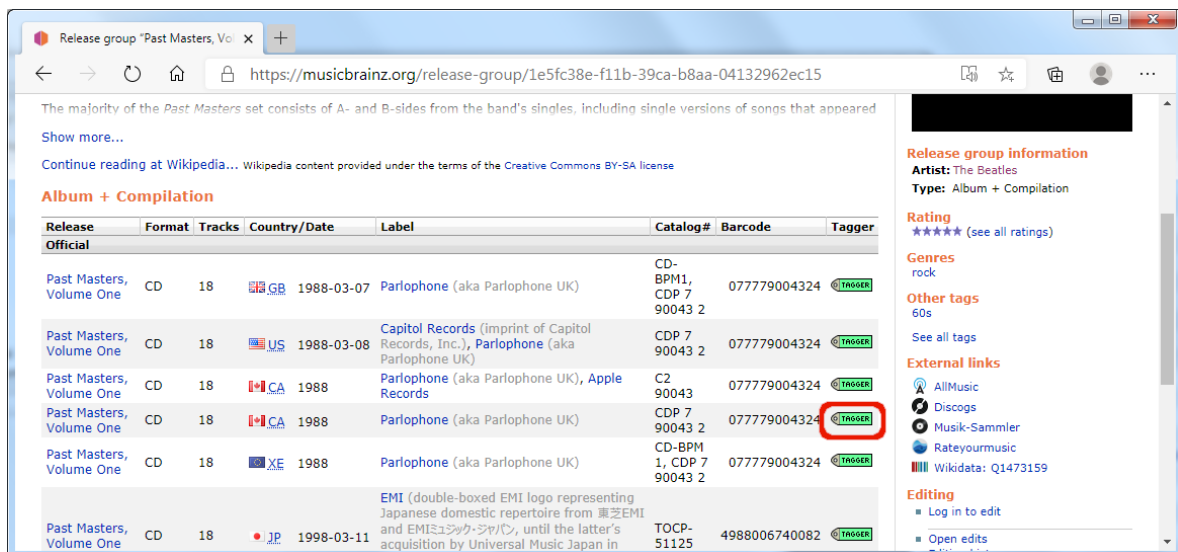 Release group "Past Masters, Vol
https://musicbrainz.org/release-group/1e5fc38e-f11b-39ca-b8aa-04132962ec15
The majority of the Past Masters set consists of A- and B-sides from the band's singles, including single versions of songs that appeared
Show more...
Continue reading at Wikipedia... Wikipedia content provided under the terms of the Creative Commons BY-SA license
Album + Compilation
Release Format Tracks Country/Date Label Catalog# Barcode Tagger
Official
Past Masters, Volume One CD 18 GB 1988-03-07 Parlophone (aka Parlophone UK) CD-BPM1, CDP 7 90043 2 077779004324 TAGGER
Past Masters, Volume One CD 18 US 1988-03-08 Capitol Records (imprint of Capitol Records, Inc.), Parlophone (aka Parlophone UK) CDP 7 90043 2 077779004324 TAGGER
Past Masters, Volume One CD 18 CA 1988 Parlophone (aka Parlophone UK), Apple Records C2 90043 077779004324 TAGGER
Past Masters, Volume One CD 18 CA 1988 Parlophone (aka Parlophone UK) CDP 7 90043 2 077779004324 TAGGER
Past Masters, Volume One CD 18 XE 1988 Parlophone (aka Parlophone UK) CD-BPM 1, CDP 7 90043 2 077779004324 TAGGER
Past Masters, Volume One CD 18 JP 1988-03-11 EMI (double-boxed EMI logo representing Japanese domestic repertoire from 東芝EMI and EMIミュージック・ジャパン, until the latter's acquisition by Universal Music Japan in TOCP-51125 4988006740082 TAGGER
Release group information
Artist: The Beatles
Type: Album + Compilation
Rating
★★★★★ (see all ratings)
Genres
rock
Other tags
60s
See all tags
External links
AllMusic
Discogs
Musik-Sammler
Rateyourmusic
Wikidata: Q1473159
Editing
Log in to edit
Open edits